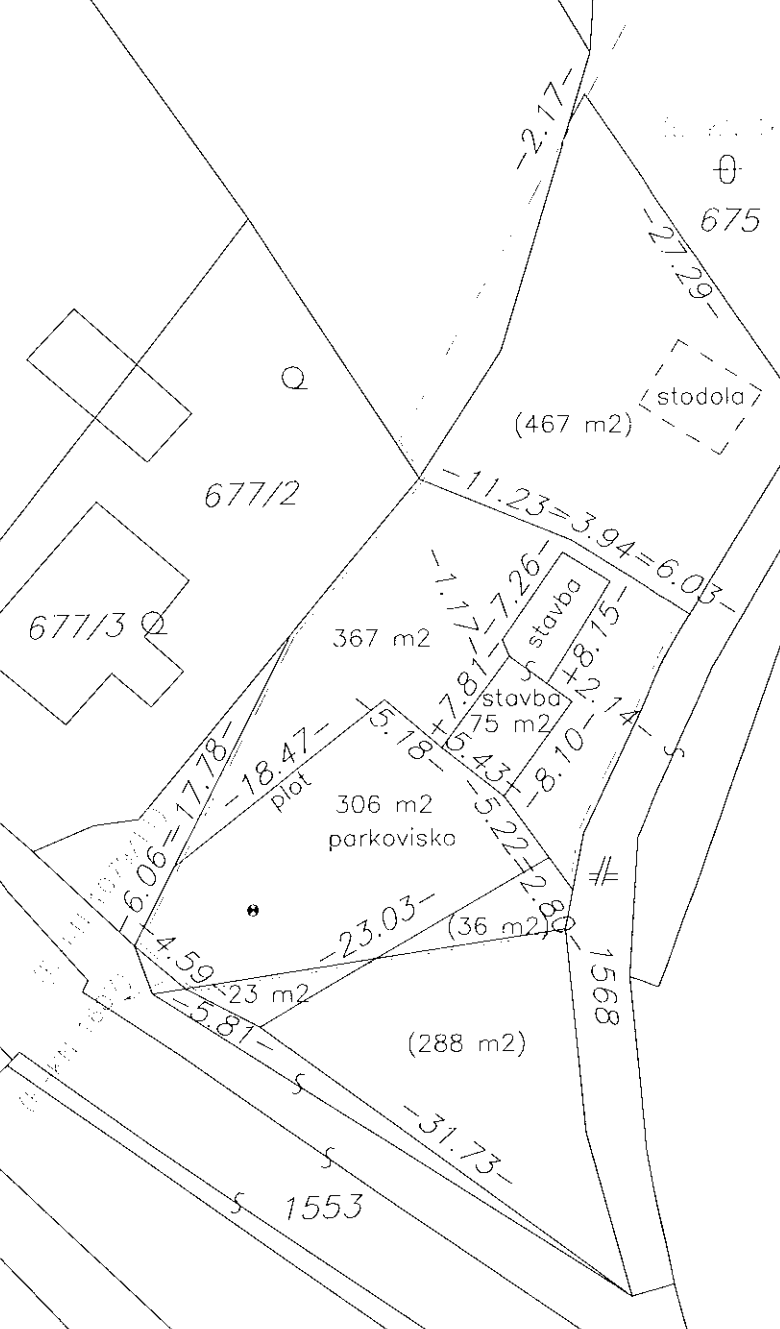 -2.17-
675
-27.29-
stodola
(467 m2)
677/2
-11.23=3.94=6.03-
-1.17-
-7.26-
stavba
+8.15-
677/3
367 m2
+7.81-
stavba
75 m2
+2.14-
-5.18-
+5.43+
-8.10-
-18.47-
plot
-6.06=17.78-
306 m2
parkovisko
-5.22=2.80-
-23.03-
(36 m2)
1568
-4.59-
23 m2
-5.81-
(288 m2)
-31.73-
1553